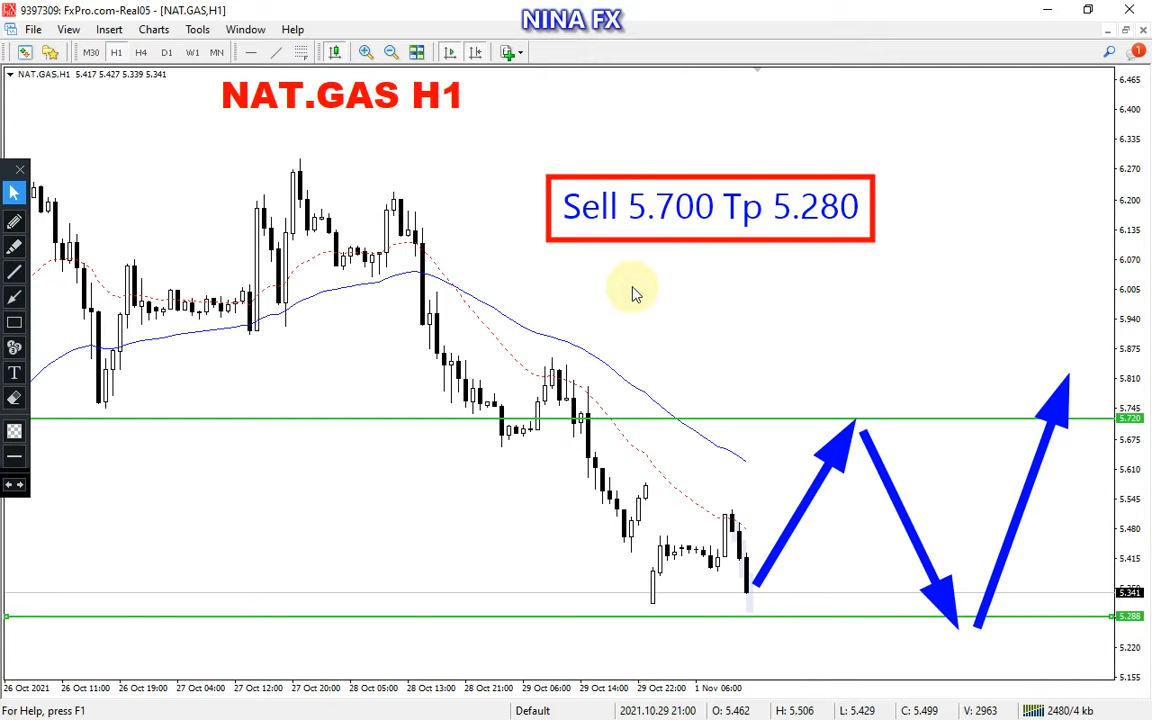 9397309: FxPro.com-Real05 - [NAT.GAS,H1]
NINA FX
File View Insert Charts Tools Window Help
M30 H1 H4 D1 W1 MN
1
NAT.GAS,H1 5.417 5.427 5.339 5.341
NAT.GAS H1
Sell 5.700 Tp 5.280
6.465
6.400
6.335
6.270
6.200
6.135
6.070
6.005
5.940
5.875
5.810
5.745
5.720
5.675
5.610
5.545
5.480
5.415
5.341
5.288
5.220
5.155
T
26 Oct 2021 26 Oct 11:00 26 Oct 19:00 27 Oct 04:00 27 Oct 12:00 27 Oct 20:00 28 Oct 05:00 28 Oct 13:00 28 Oct 21:00 29 Oct 06:00 29 Oct 14:00 29 Oct 22:00 1 Nov 06:00
For Help, press F1 Default 2021.10.29 21:00 O: 5.462 H: 5.506 L: 5.429 C: 5.499 V: 2963 2480/4 kb